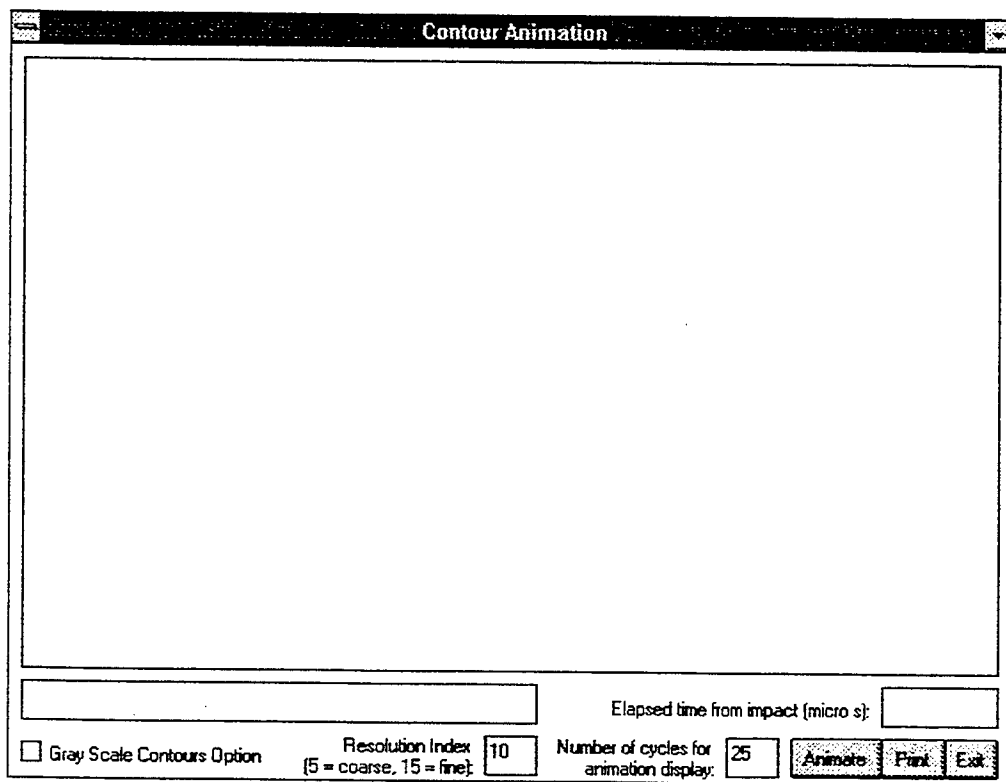 Contour Animation
Elapsed time from impact (micro s):
Gray Scale Contours Option
Resolution Index
(5 = coarse, 15 = fine):
10
Number of cycles for
animation display:
25
Animate
Print
Exit